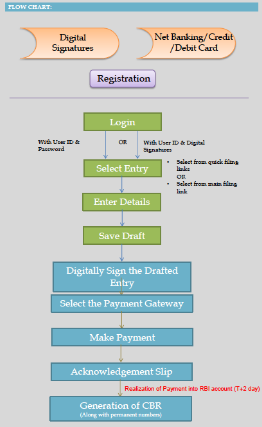 FLOW CHART:
Digital
Signatures
Net Banking/Credit
/Debit Card
Registration
Login
With User ID &
Password
OR
With User ID & Digital
Signatures
Select Entry
• Select from quick filing
links
OR
• Select from main filing
link
Enter Details
Save Draft
Digitally Sign the Drafted
Entry
Select the Payment Gateway
Make Payment
Acknowledgement Slip
Realization of Payment into RBI account (T+2 day)
Generation of CBR
(Along with permanent numbers)